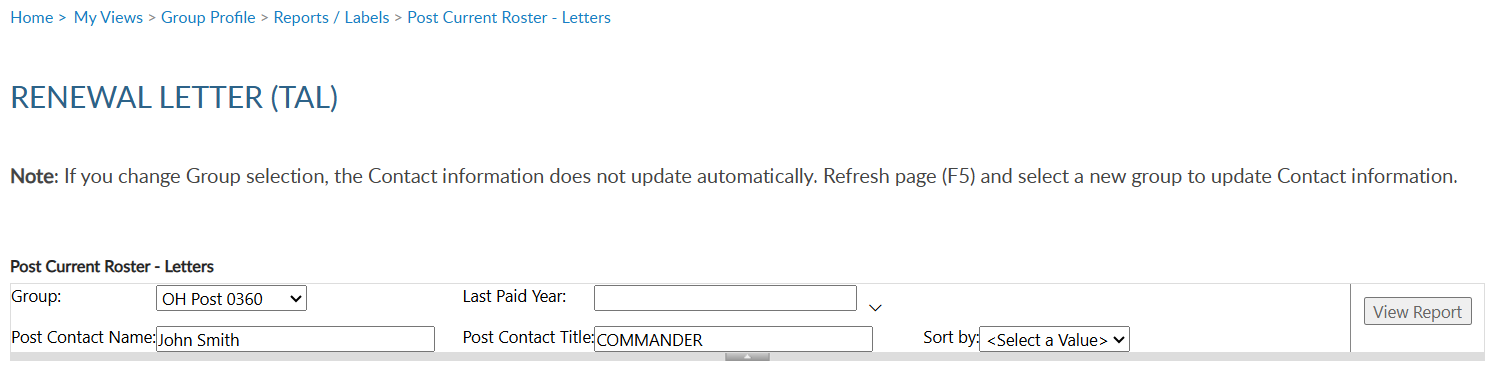 Home > My Views > Group Profile > Reports / Labels > Post Current Roster - Letters
RENEWAL LETTER (TAL)
Note: If you change Group selection, the Contact information does not update automatically. Refresh page (F5) and select a new group to update Contact information.
Post Current Roster - Letters
Group: OH Post 0360 Last Paid Year: View Report
Post Contact Name: John Smith Post Contact Title: COMMANDER Sort by: <Select a Value>